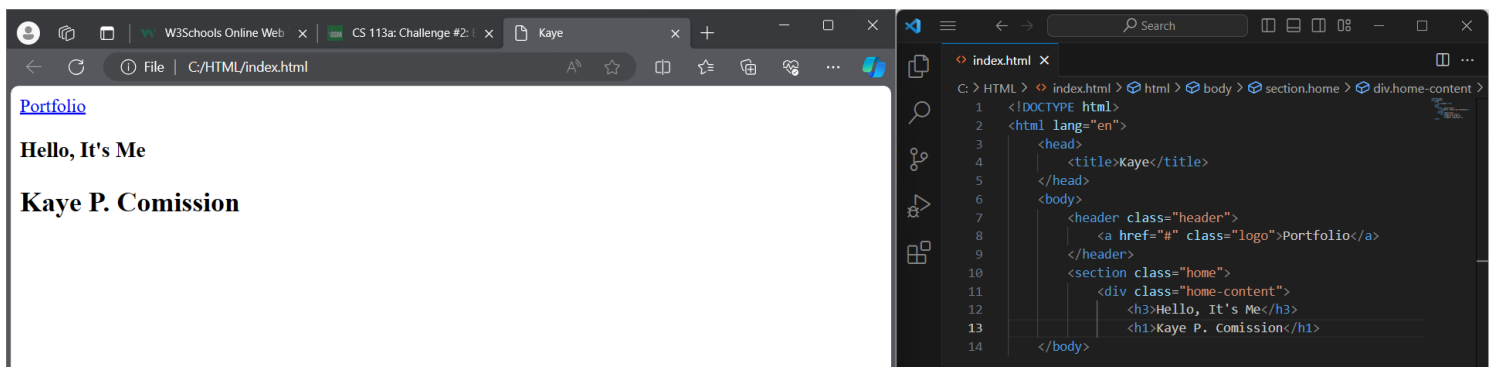 W3Schools Online Web
CS 113a: Challenge #2: E
Kaye
File | C:/HTML/index.html
Portfolio
Hello, It's Me
Kaye P. Comission
Search
index.html
C: > HTML > index.html > html > body > section.home > div.home-content >
1 <!DOCTYPE html>
2 <html lang="en">
3 <head>
4 <title>Kaye</title>
5 </head>
6 <body>
7 <header class="header">
8 <a href="#" class="logo">Portfolio</a>
9 </header>
10 <section class="home">
11 <div class="home-content">
12 <h3>Hello, It's Me</h3>
13 <h1>Kaye P. Comission</h1>
14 </body>